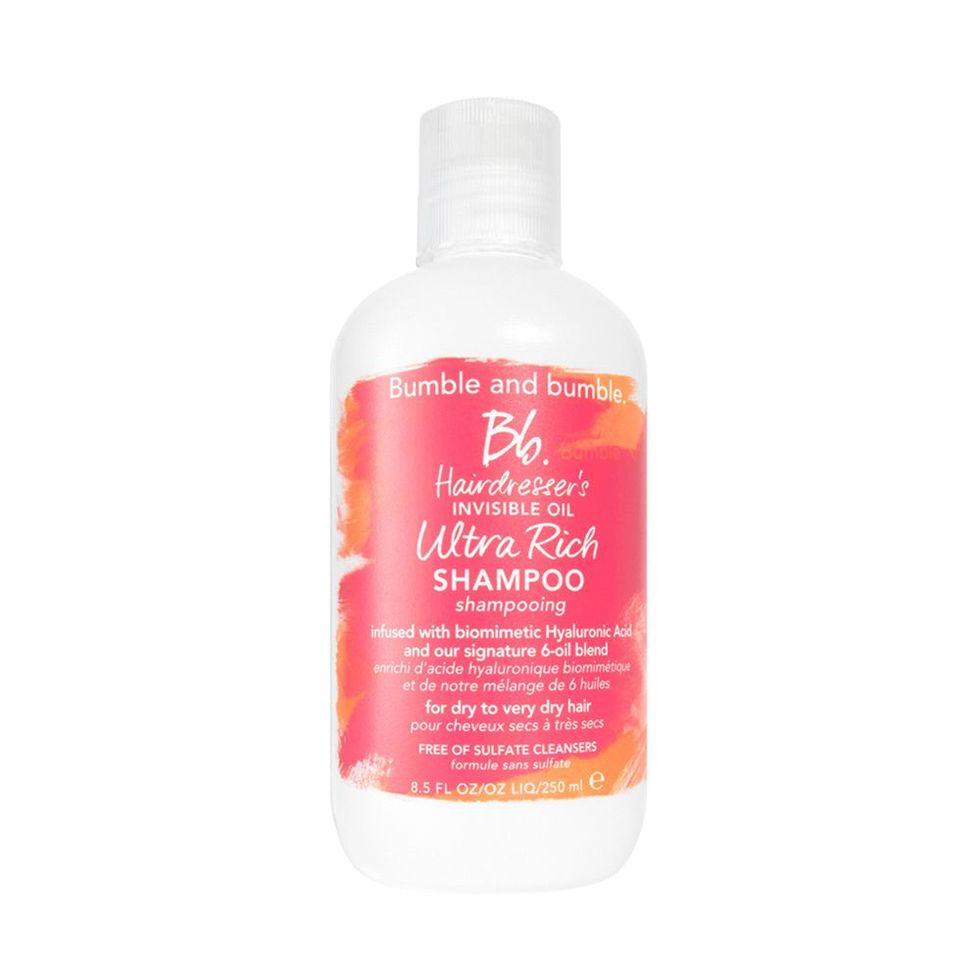 Bumble and bumble.
Bb.
Bumble
Hairdresser's
INVISIBLE OIL
Ultra Rich
SHAMPOO
shampooing
infused with biomimetic Hyaluronic Acid
and our signature 6-oil blend
enrichi d'acide hyaluronique biomimétique
et de notre mélange de 6 huiles
for dry to very dry hair
pour cheveux secs à très secs
FREE OF SULFATE CLEANSERS
formule sans sulfate
8.5 FL OZ/OZ LIQ/250 ml e